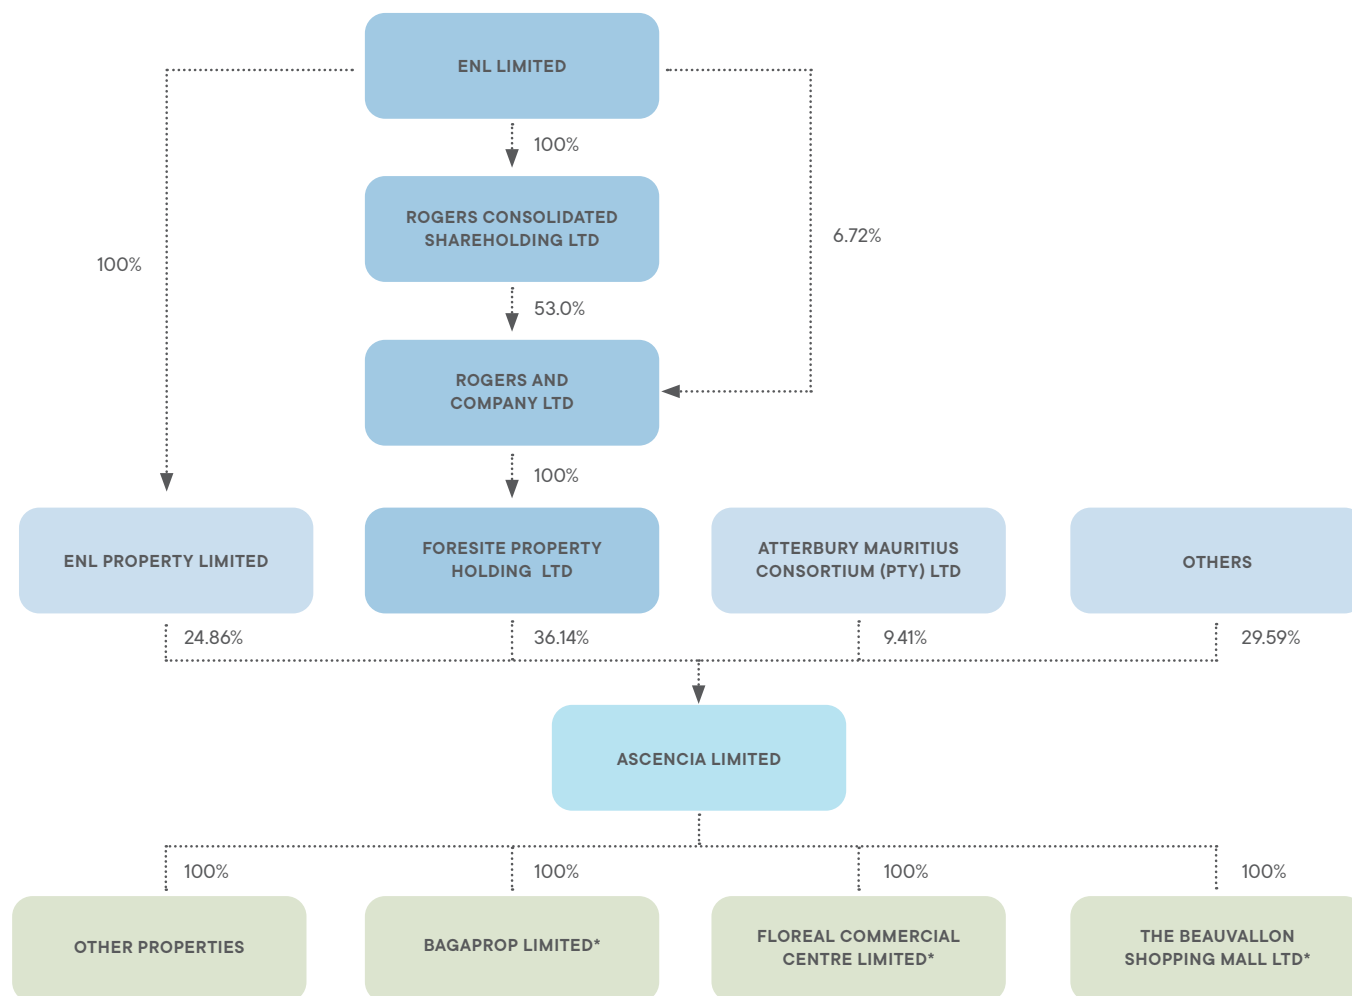 ENL LIMITED
100%
ROGERS CONSOLIDATED
SHAREHOLDING LTD
6.72%
100%
53.0%
ROGERS AND
COMPANY LTD
100%
ENL PROPERTY LIMITED
FORESITE PROPERTY
HOLDING LTD
ATTERBURY MAURITIUS
CONSORTIUM (PTY) LTD
OTHERS
24.86%
36.14%
9.41%
29.59%
ASCENCIA LIMITED
100%
100%
100%
100%
OTHER PROPERTIES
BAGAPROP LIMITED*
FLOREAL COMMERCIAL
CENTRE LIMITED*
THE BEAUVALLON
SHOPPING MALL LTD*